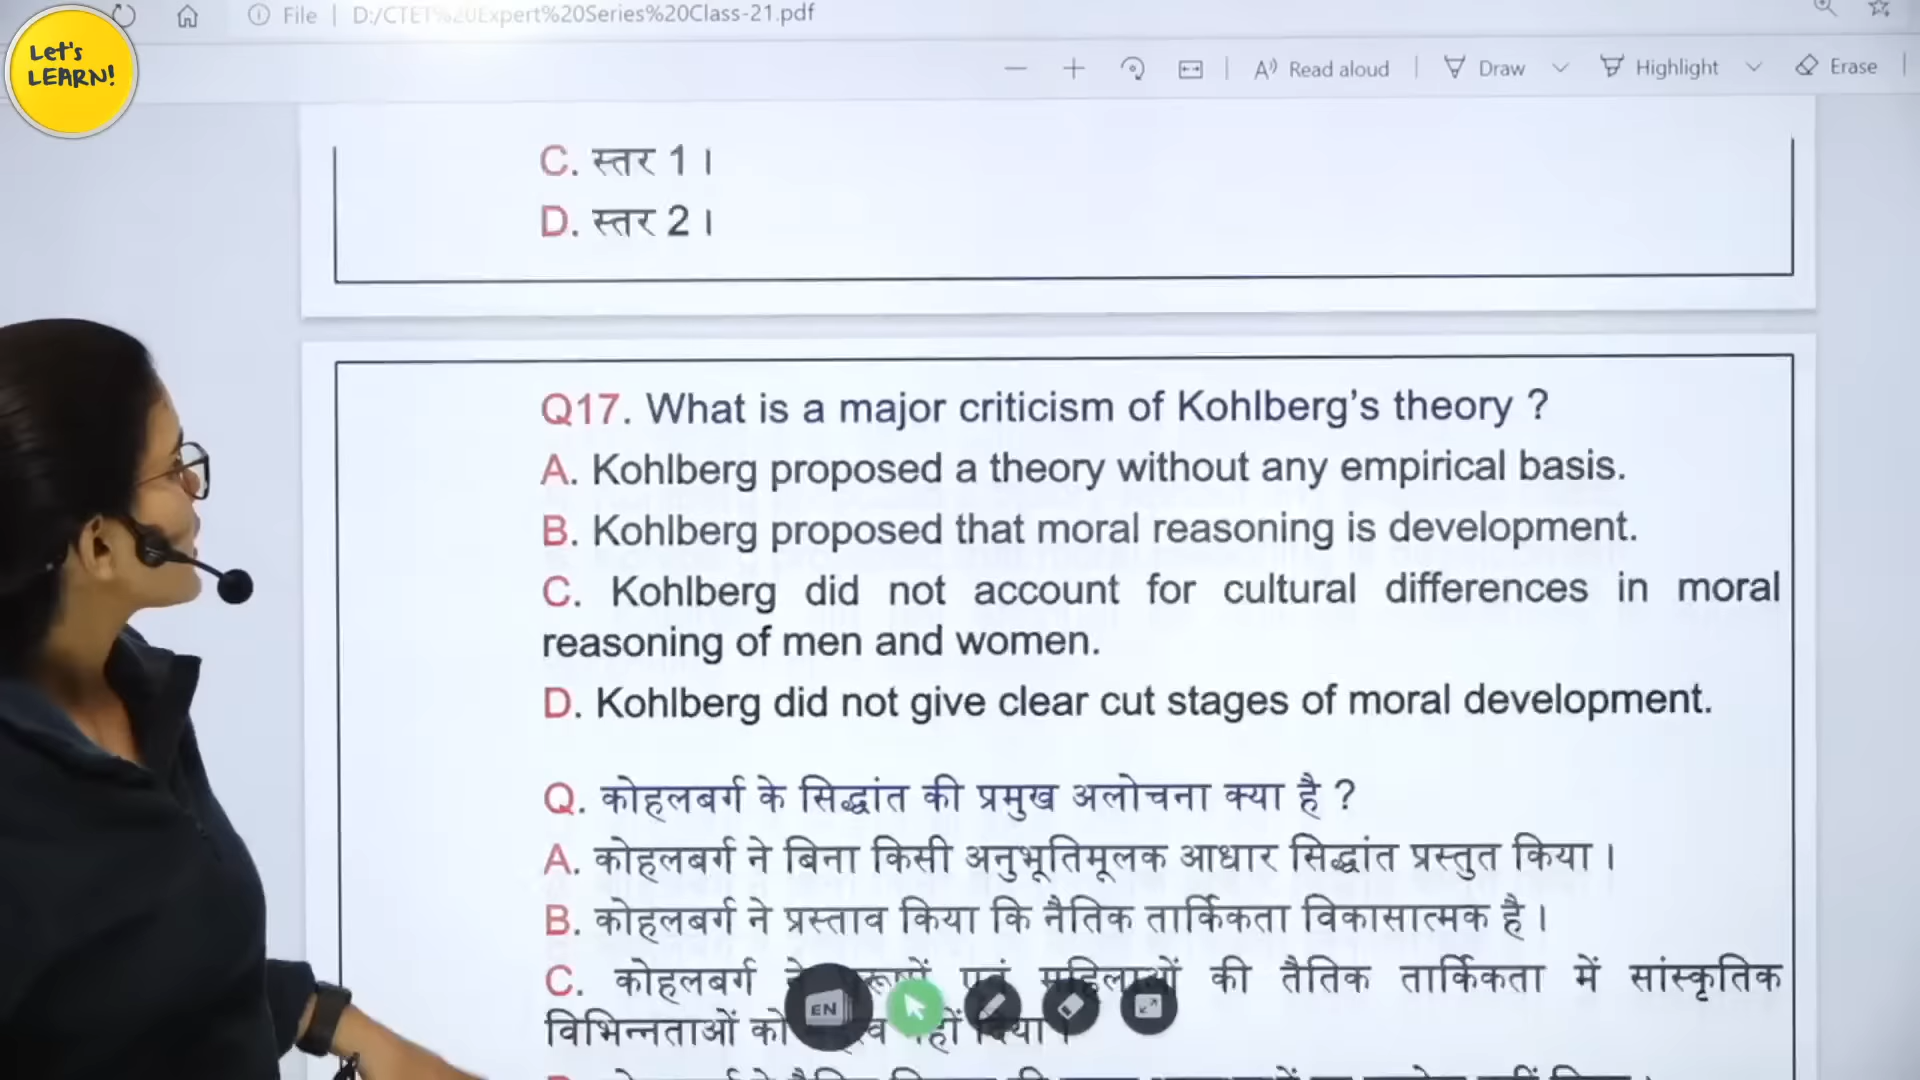 Let's
LEARN!
File | D:/CTET%20Expert%20Series%20Class-21.pdf
Read aloud
Draw
Highlight
Erase
C. स्तर 1 ।
D. स्तर 2 ।
Q17. What is a major criticism of Kohlberg's theory ?
A. Kohlberg proposed a theory without any empirical basis.
B. Kohlberg proposed that moral reasoning is development.
C. Kohlberg did not account for cultural differences in moral
reasoning of men and women.
D. Kohlberg did not give clear cut stages of moral development.
Q. कोहलबर्ग के सिद्धांत की प्रमुख अलोचना क्या है ?
A. कोहलबर्ग ने बिना किसी अनुभूतिमूलक आधार सिद्धांत प्रस्तुत किया ।
B. कोहलबर्ग ने प्रस्ताव किया कि नैतिक तार्किकता विकासात्मक है ।
C. कोहलबर्ग एवं महिलाओं की तैतिक तार्किकता में सांस्कृतिक
विभिन्नताओं को नहीं दिया ।
EN